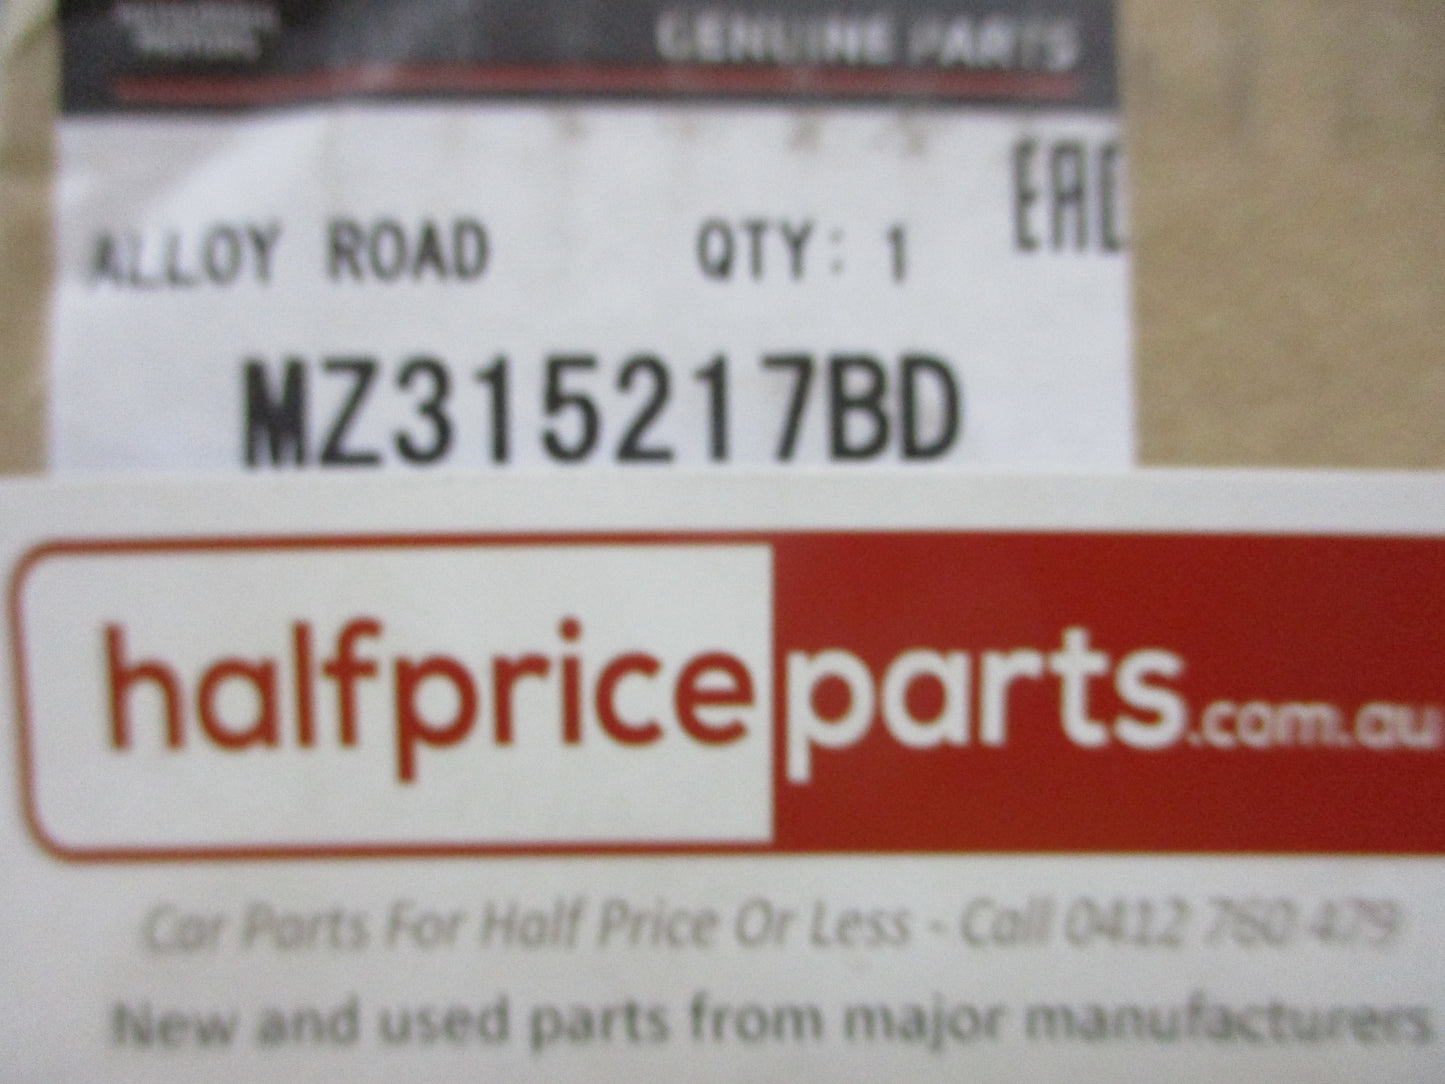 GENUINE PARTS
EAC
ALLOY ROAD QTY: 1
MZ315217BD
halfpriceparts.com.au
Car Parts For Half Price Or Less - Call 0412 760 479
New and used parts from major manufacturers